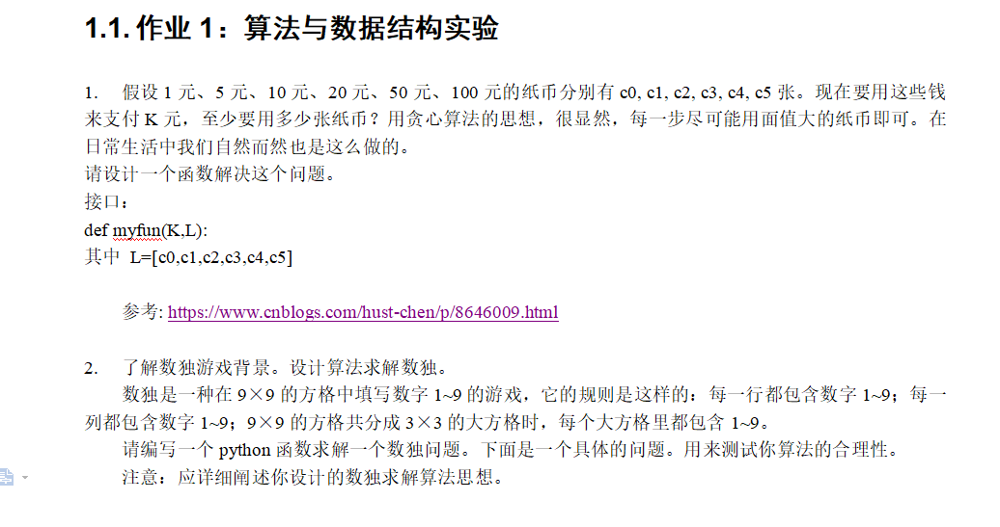 1.1. 作业 1：算法与数据结构实验
1. 假设 1 元、5 元、10 元、20 元、50 元、100 元的纸币分别有 c0, c1, c2, c3, c4, c5 张。现在要用这些钱
来支付 K 元，至少要用多少张纸币？用贪心算法的思想，很显然，每一步尽可能用面值大的纸币即可。在
日常生活中我们自然而然也是这么做的。
请设计一个函数解决这个问题。
接口：
def myfun(K,L):
其中 L=[c0,c1,c2,c3,c4,c5]
参考: https://www.cnblogs.com/hust-chen/p/8646009.html
2. 了解数独游戏背景。设计算法求解数独。
数独是一种在 9×9 的方格中填写数字 1~9 的游戏，它的规则是这样的：每一行都包含数字 1~9；每一
列都包含数字 1~9；9×9 的方格共分成 3×3 的大方格时，每个大方格里都包含 1~9。
请编写一个 python 函数求解一个数独问题。下面是一个具体的问题。用来测试你算法的合理性。
注意：应详细阐述你设计的数独求解算法思想。